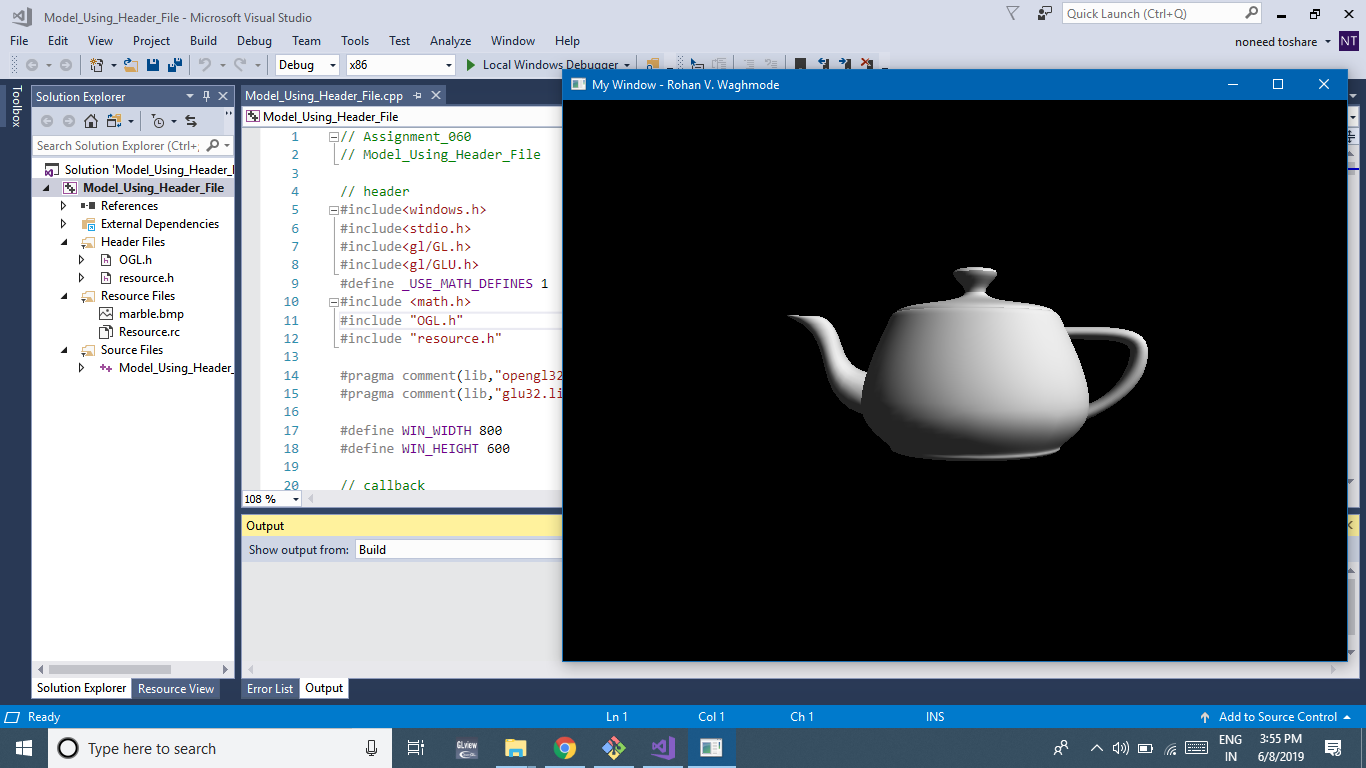 Model_Using_Header_File - Microsoft Visual Studio
Quick Launch (Ctrl+Q)
File Edit View Project Build Debug Team Tools Test Analyze Window Help
noneed toshare NT
Debug x86 Local Windows Debugger
Toolbox
Solution Explorer
Search Solution Explorer (Ctrl+;
Solution 'Model_Using_Header_
Model_Using_Header_File
References
External Dependencies
Header Files
OGL.h
resource.h
Resource Files
marble.bmp
Resource.rc
Source Files
Model_Using_Header_
Solution Explorer Resource View
Model_Using_Header_File.cpp
Model_Using_Header_File
1 // Assignment_060
2 // Model_Using_Header_File
3
4 // header
5 #include<windows.h>
6 #include<stdio.h>
7 #include<gl/GL.h>
8 #include<gl/GLU.h>
9 #define _USE_MATH_DEFINES 1
10 #include <math.h>
11 #include "OGL.h"
12 #include "resource.h"
13
14 #pragma comment(lib,"opengl32
15 #pragma comment(lib,"glu32.li
16
17 #define WIN_WIDTH 800
18 #define WIN_HEIGHT 600
19
20 // callback
108 %
Output
Show output from: Build
Error List Output
My Window - Rohan V. Waghmode
Ready Ln 1 Col 1 Ch 1 INS Add to Source Control
Type here to search
GLview
ENG
IN
3:55 PM
6/8/2019